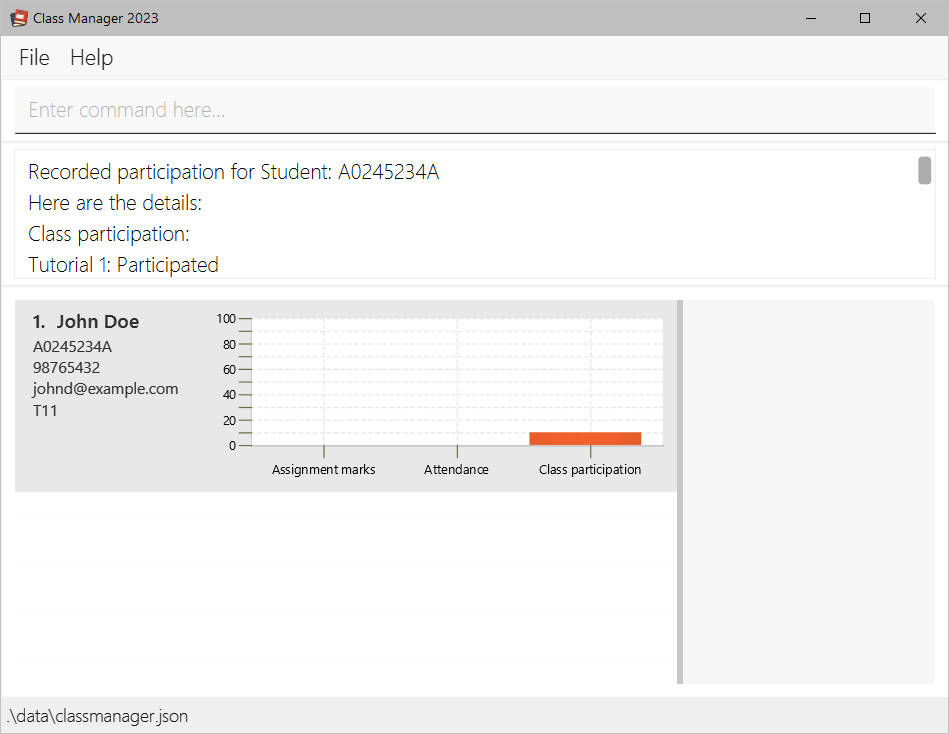 Class Manager 2023
File Help
Enter command here...
Recorded participation for Student: A0245234A
Here are the details:
Class participation:
Tutorial 1: Participated
1. John Doe
A0245234A
98765432
johnd@example.com
T11
100
80
60
40
20
0
Assignment marks Attendance Class participation
.\data\classmanager.json